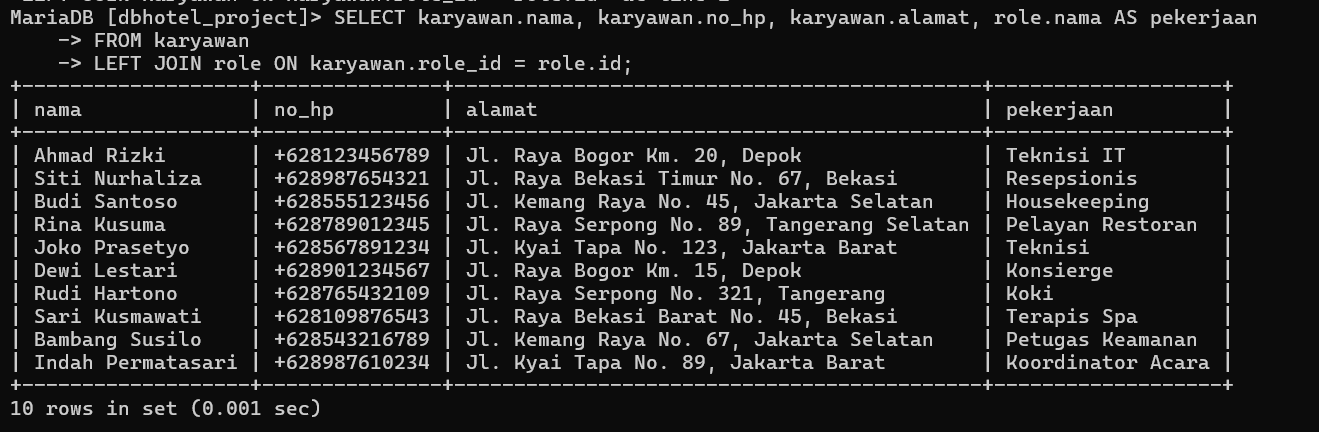 MariaDB [dbhotel_project]> SELECT karyawan.nama, karyawan.no_hp, karyawan.alamat, role.nama AS pekerjaan
    -> FROM karyawan
    -> LEFT JOIN role ON karyawan.role_id = role.id;
+-------------------+---------------+--------------------------------------------+-------------------+
| nama              | no_hp         | alamat                                     | pekerjaan         |
+-------------------+---------------+--------------------------------------------+-------------------+
| Ahmad Rizki       | +628123456789 | Jl. Raya Bogor Km. 20, Depok               | Teknisi IT        |
| Siti Nurhaliza    | +628987654321 | Jl. Raya Bekasi Timur No. 67, Bekasi       | Resepsionis       |
| Budi Santoso      | +628555123456 | Jl. Kemang Raya No. 45, Jakarta Selatan    | Housekeeping      |
| Rina Kusuma       | +628789012345 | Jl. Raya Serpong No. 89, Tangerang Selatan | Pelayan Restoran  |
| Joko Prasetyo     | +628567891234 | Jl. Kyai Tapa No. 123, Jakarta Barat       | Teknisi           |
| Dewi Lestari      | +628901234567 | Jl. Raya Bogor Km. 15, Depok               | Konsierge         |
| Rudi Hartono      | +628765432109 | Jl. Raya Serpong No. 321, Tangerang        | Koki              |
| Sari Kusmawati    | +628109876543 | Jl. Raya Bekasi Barat No. 45, Bekasi       | Terapis Spa       |
| Bambang Susilo    | +628543216789 | Jl. Kemang Raya No. 67, Jakarta Selatan    | Petugas Keamanan  |
| Indah Permatasari | +628987610234 | Jl. Kyai Tapa No. 89, Jakarta Barat        | Koordinator Acara |
+-------------------+---------------+--------------------------------------------+-------------------+
10 rows in set (0.001 sec)